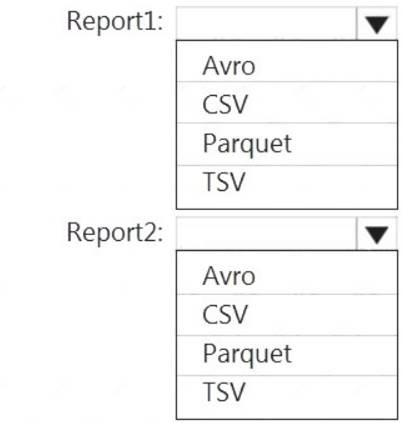 Report1:
Avro
CSV
Parquet
TSV
Report2:
Avro
CSV
Parquet
TSV